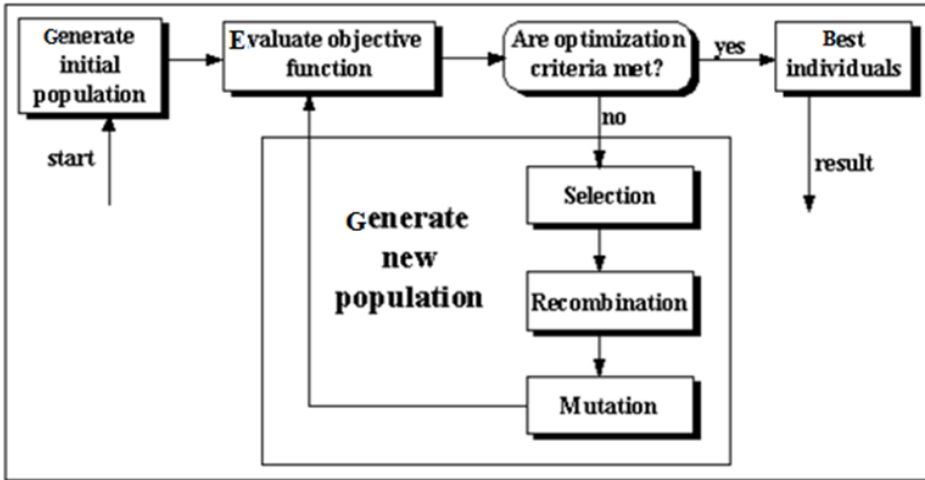 Generate
initial
population
Evaluate objective
function
Are optimization
criteria met?
yes
Best
individuals
start
no
result
Selection
Generate
new
population
Recombination
Mutation